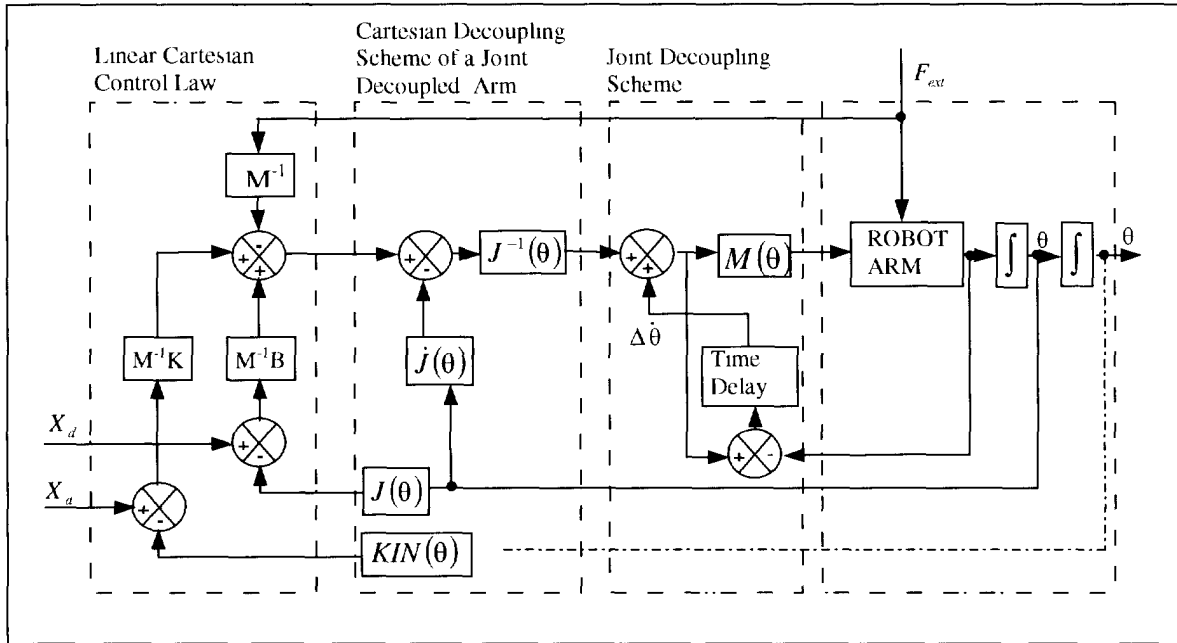 Linear Cartesian
Control Law
Cartesian Decoupling
Scheme of a Joint
Decoupled Arm
Joint Decoupling
Scheme
F_ext
M⁻¹
-
+
+
+
-
J⁻¹(θ)
+
+
M(θ)
ROBOT
ARM
∫
θ
∫
θ
M⁻¹K
M⁻¹B
J̇(θ)
Δθ̇
Time
Delay
X_d
+
-
+
-
X_a
+
-
J(θ)
KIN(θ)